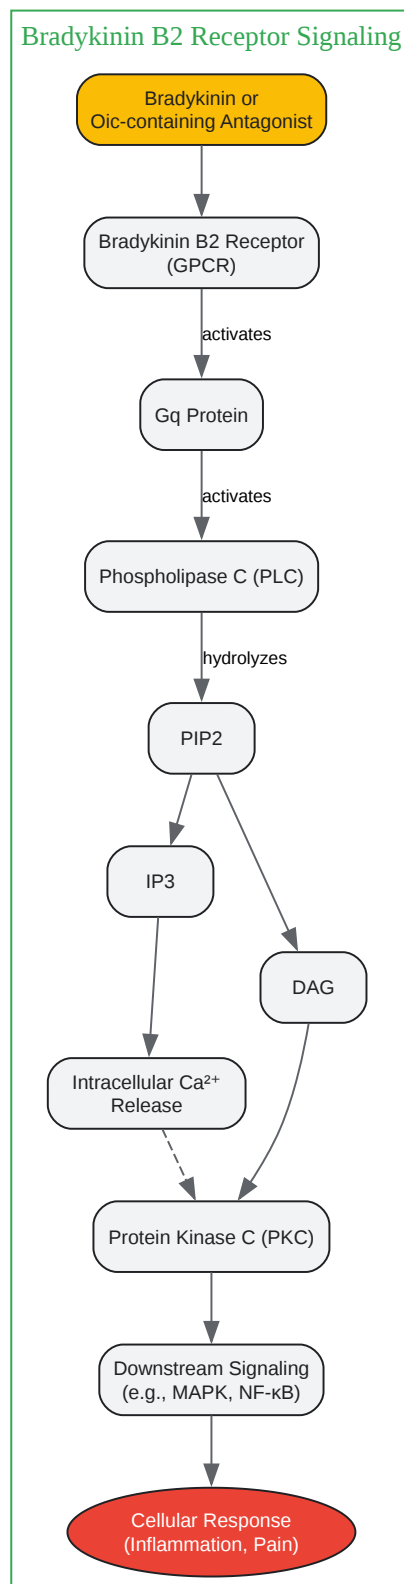 Bradykinin B2 Receptor Signaling
Bradykinin or
Oic-containing Antagonist
Bradykinin B2 Receptor
(GPCR)
activates
Gq Protein
activates
Phospholipase C (PLC)
hydrolyzes
PIP2
IP3
DAG
Intracellular Ca²⁺
Release
Protein Kinase C (PKC)
Downstream Signaling
(e.g., MAPK, NF-κB)
Cellular Response
(Inflammation, Pain)